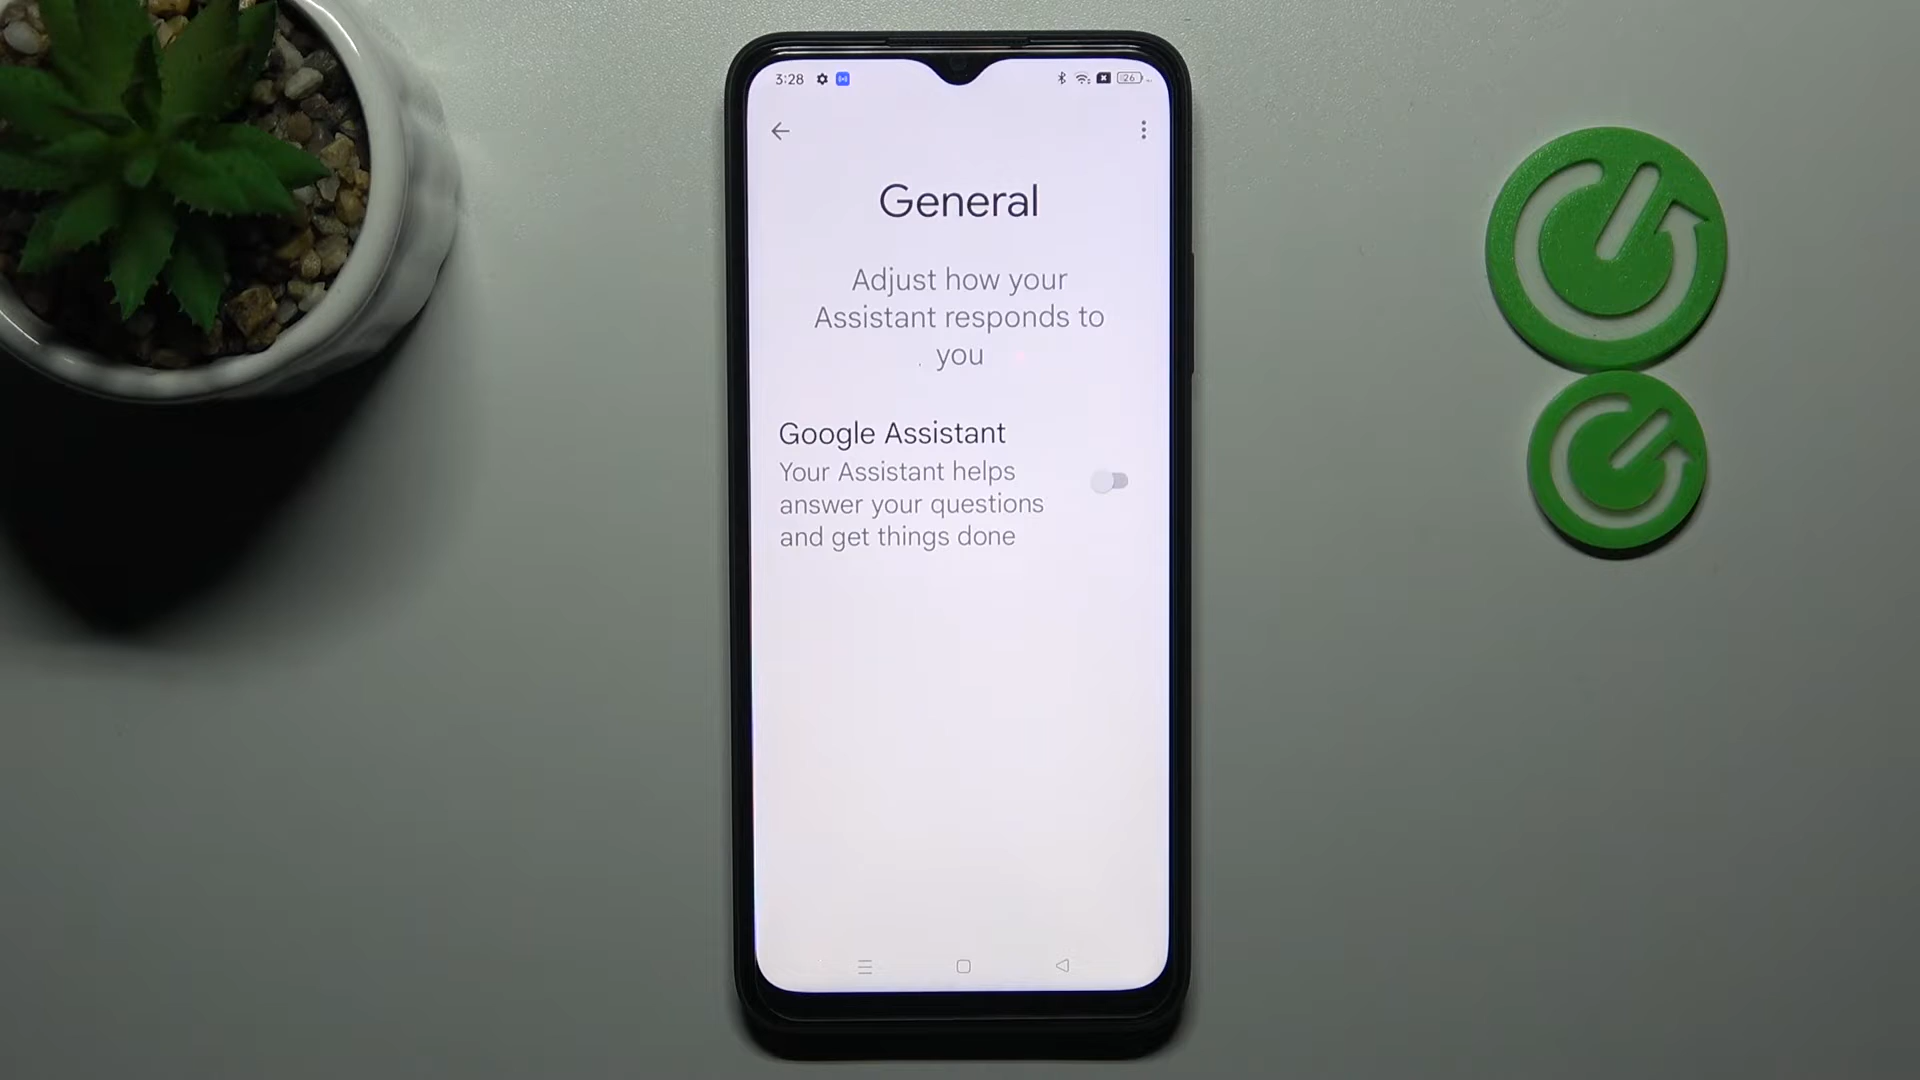 3:28 26
General
Adjust how your
Assistant responds to
you
Google Assistant
Your Assistant helps
answer your questions
and get things done